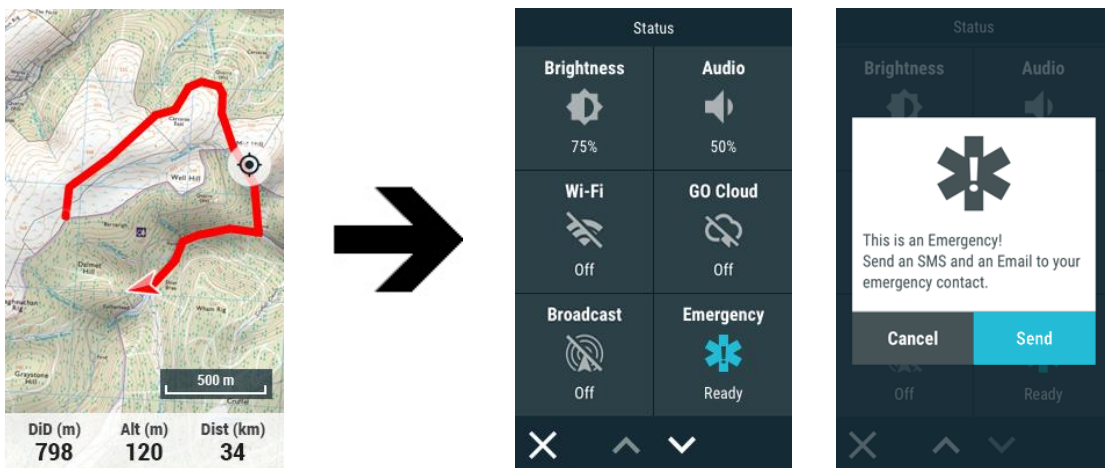 Well Hill
500 m
DiD (m) Alt (m) Dist (km)
798 120 34
Status
Brightness Audio
75% 50%
Wi-Fi GO Cloud
Off Off
Broadcast Emergency
Off Ready
Status
Brightness Audio
This is an Emergency!
Send an SMS and an Email to your
emergency contact.
Cancel Send
Off Ready